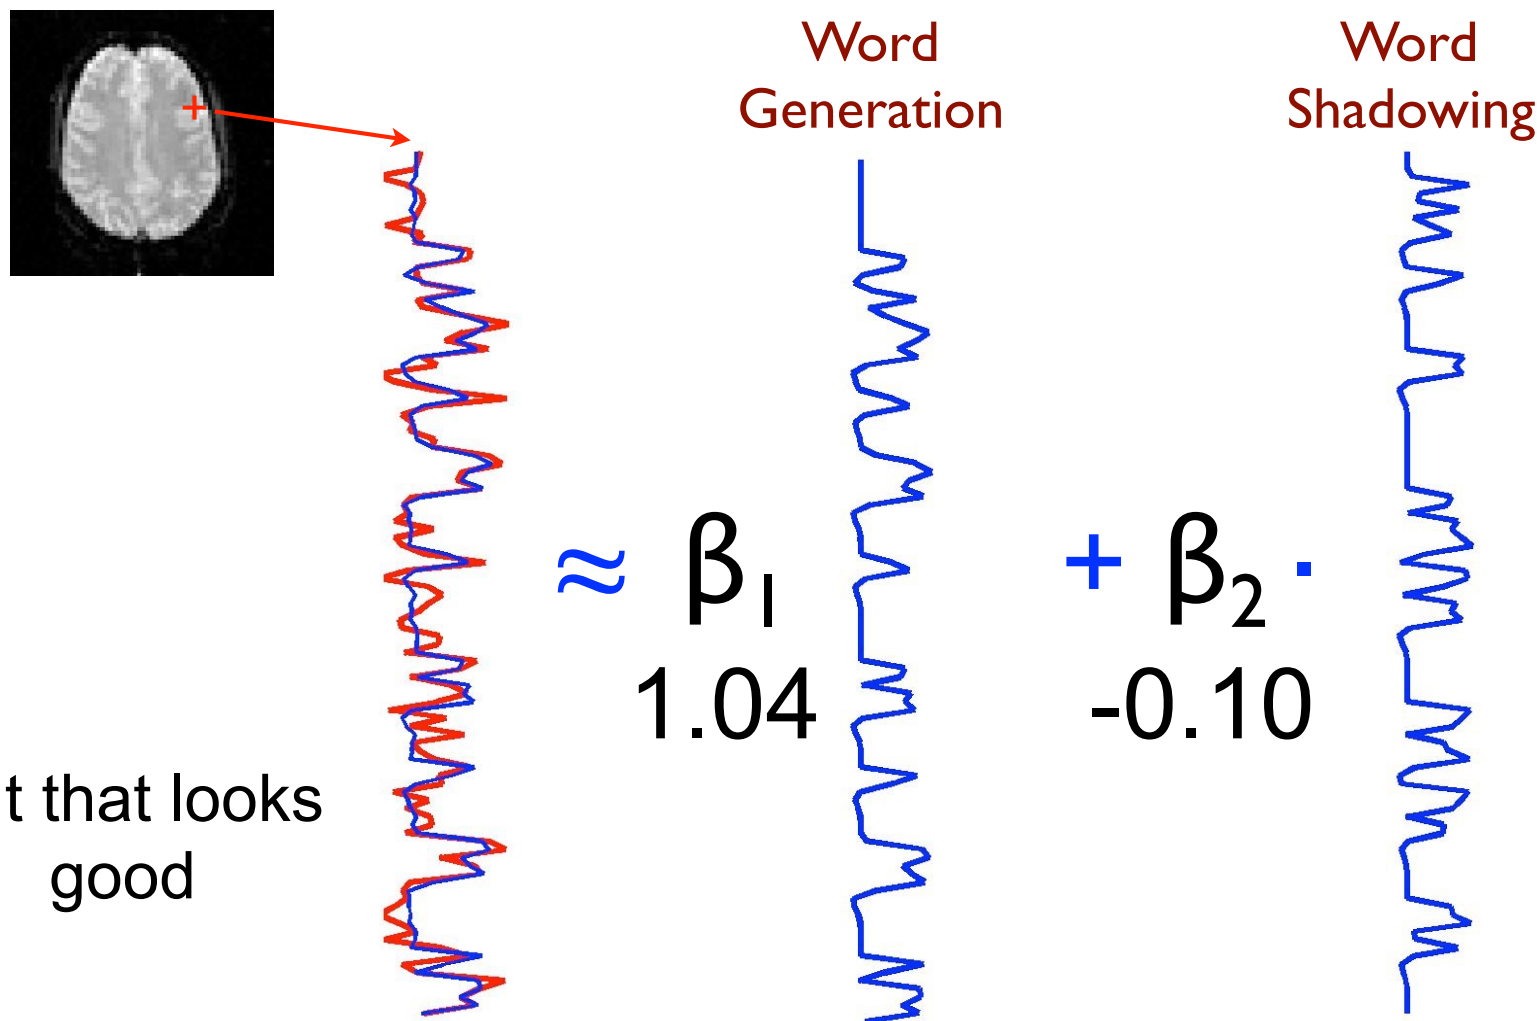 Word
Generation
Word
Shadowing
≈ β₁
+ β₂ ·
1.04
-0.10
t that looks
good